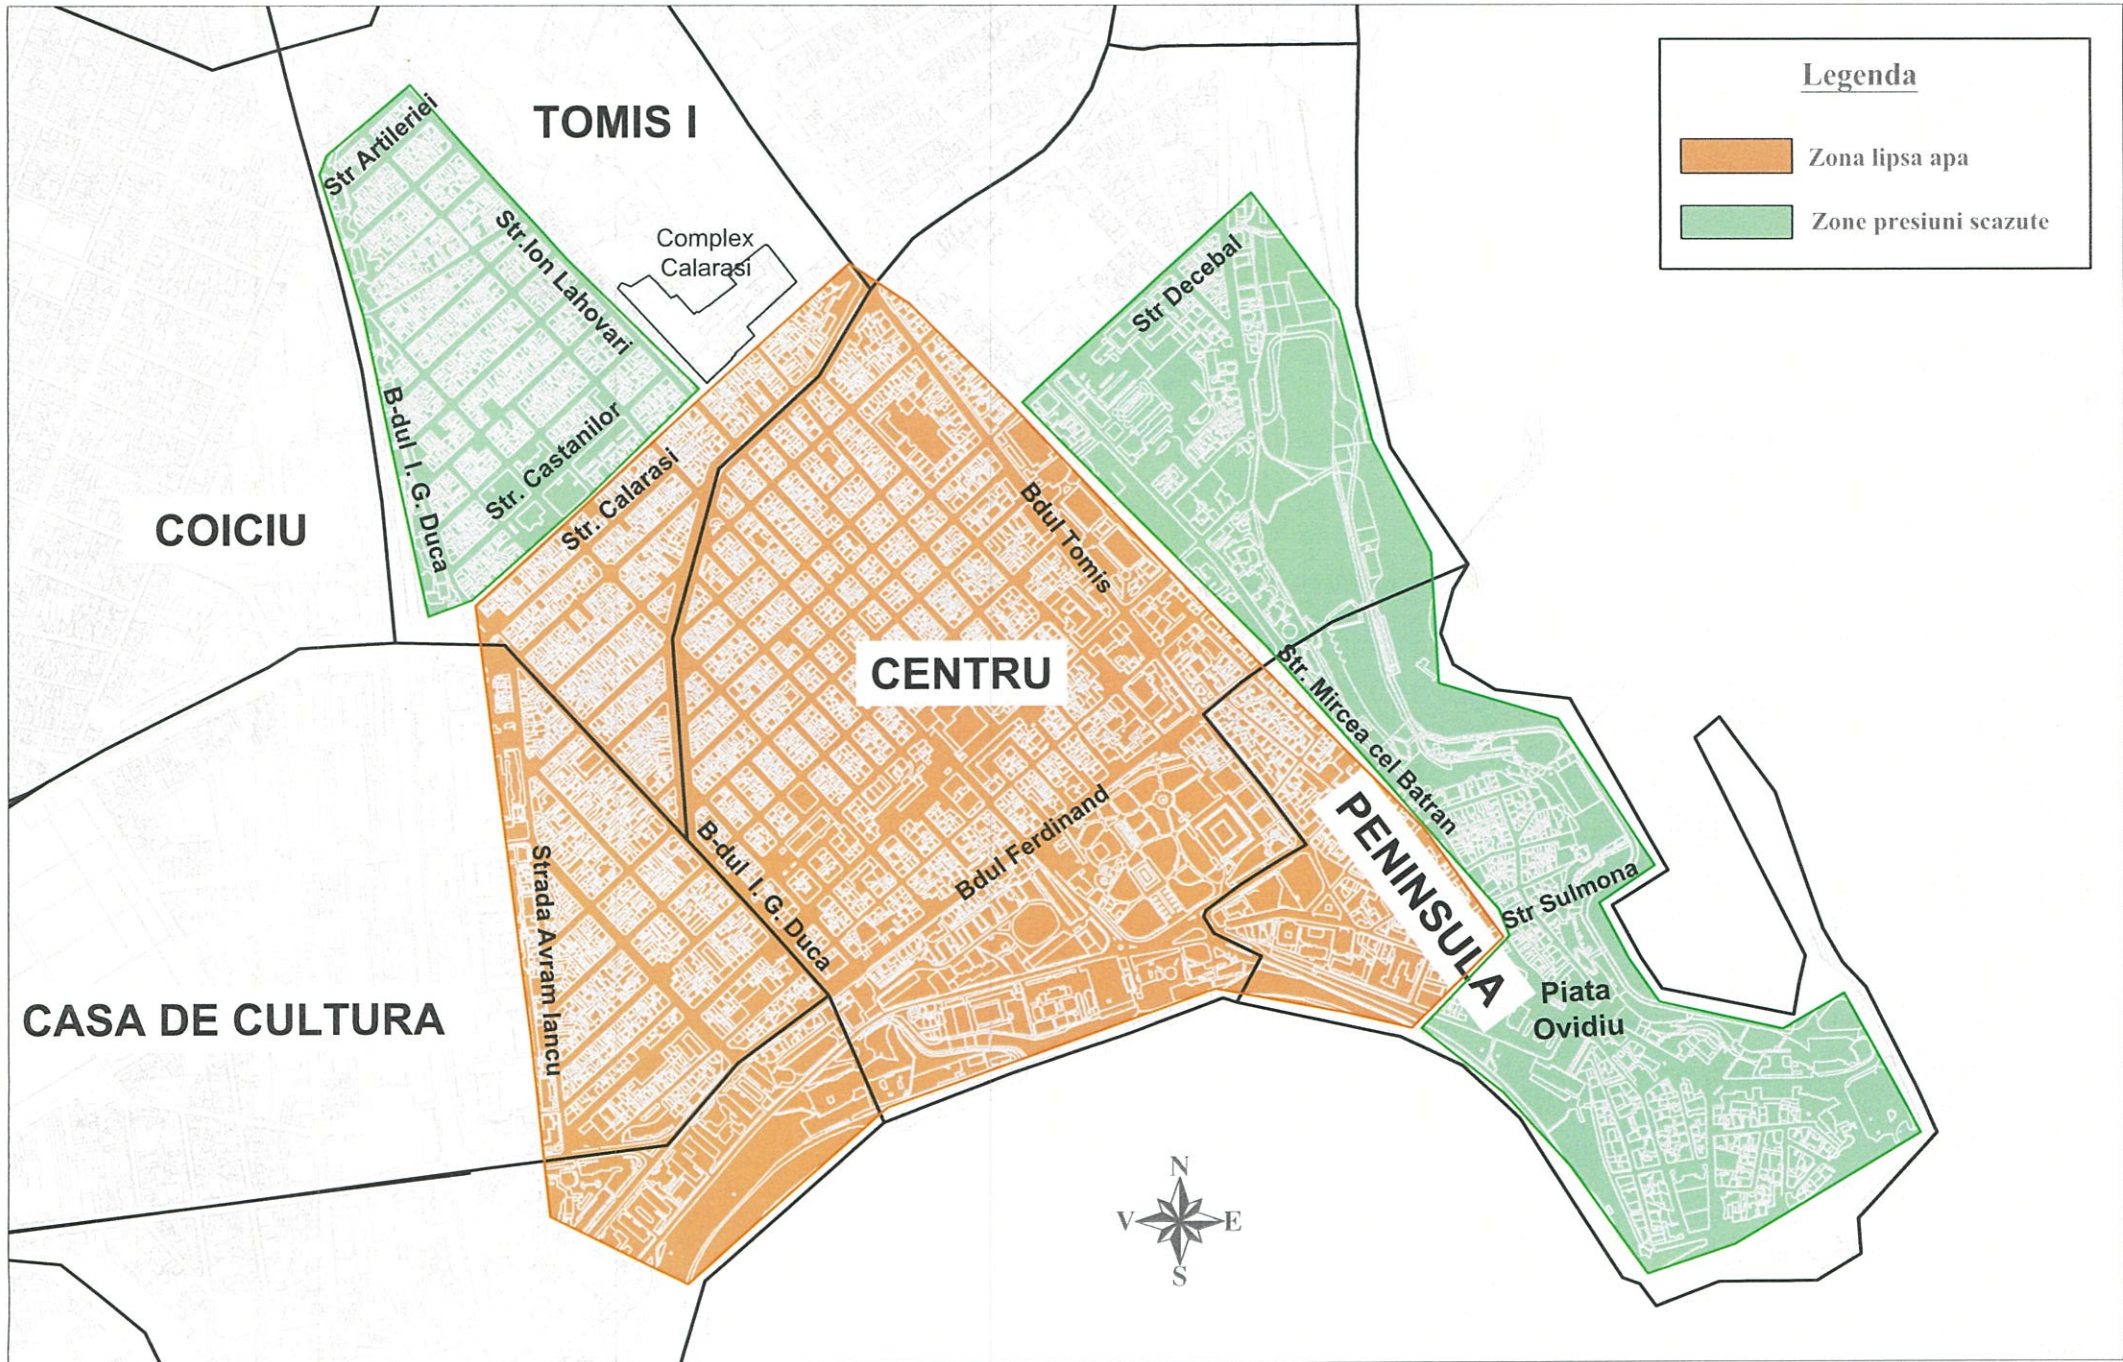 Legenda
Zona lipsa apa
Zone presiuni scazute
TOMIS I
Str Artileriei
Str.Ion Lahovari
Complex
Calarasi
Str Decebal
B-dul I. G. Duca
Str. Castanilor
Str. Calarasi
Bdul Tomis
COICIU
CENTRU
Str. Mircea cel Batran
PENINSULA
Bdul Ferdinand
B-dul I. G. Duca
Strada Avram Iancu
Str Sulmona
Piata
Ovidiu
CASA DE CULTURA
N
V
E
S